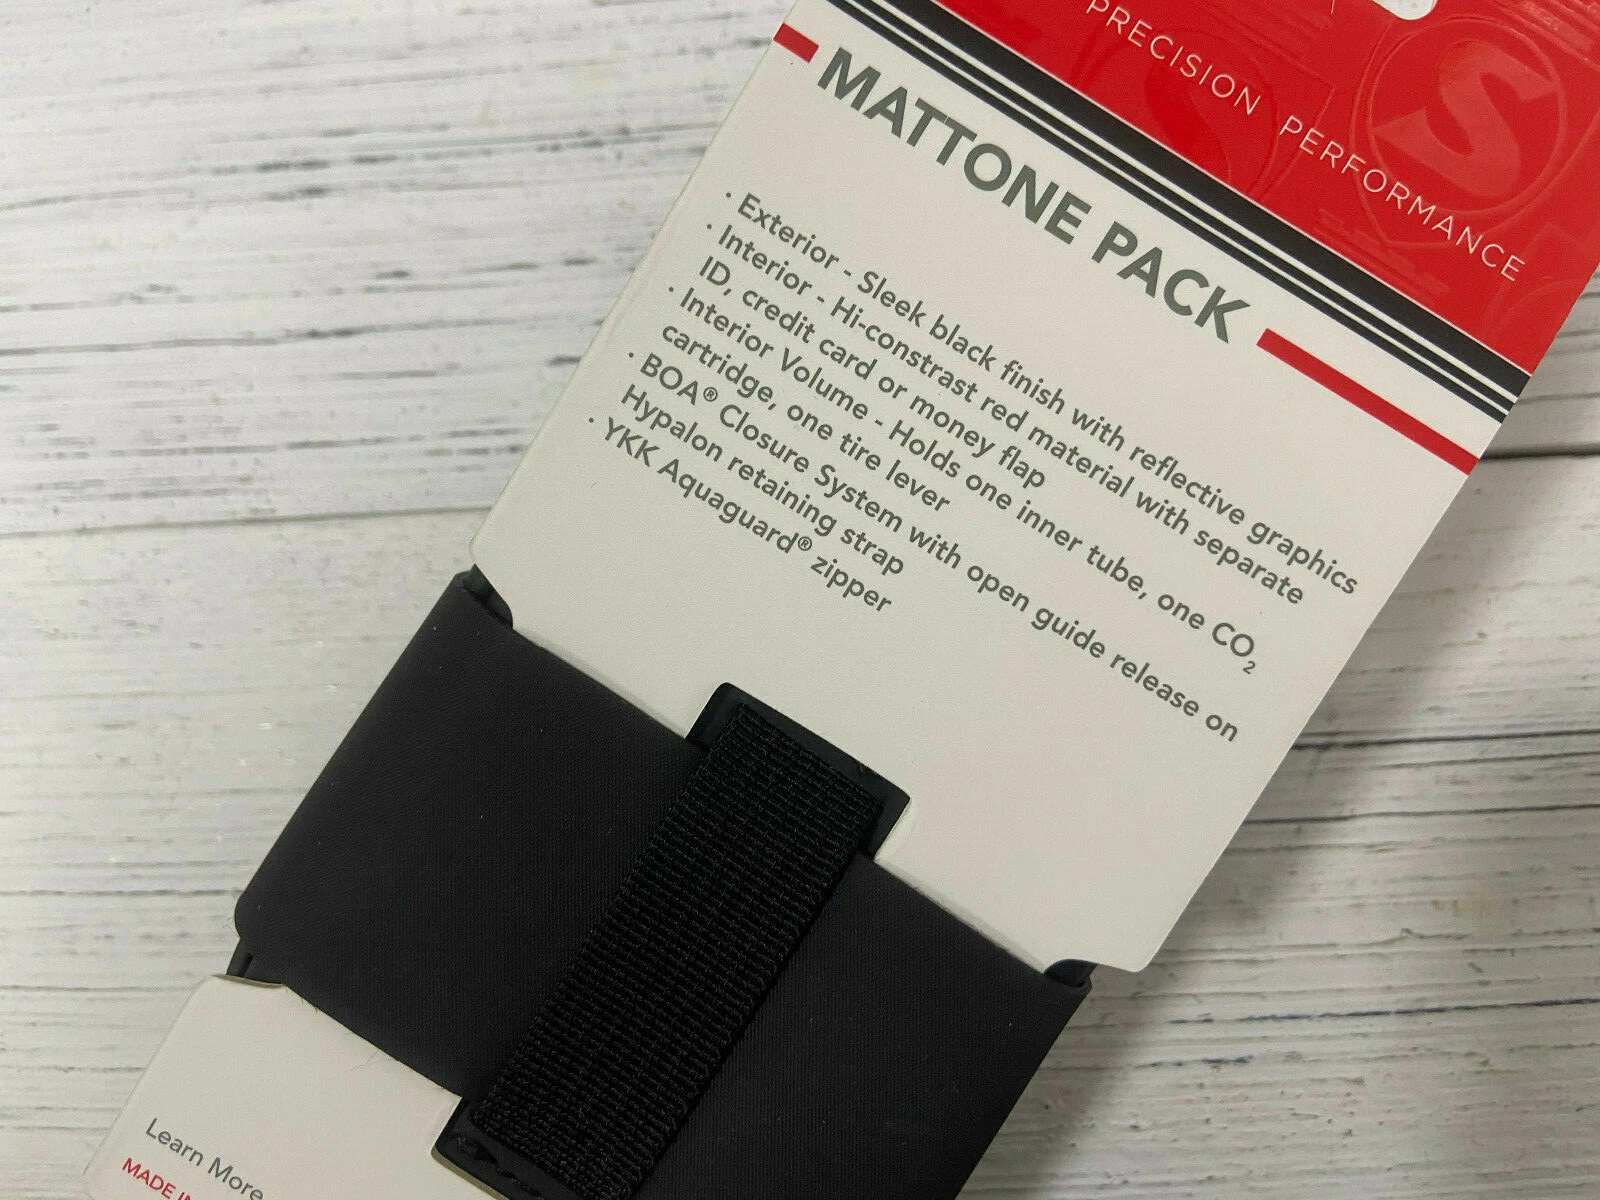 PRECISION PERFORMANCE
S
MATTONE PACK
· Exterior - Sleek black finish with reflective graphics
· Interior - Hi-constrast red material with separate
ID, credit card or money flap
· Interior Volume - Holds one inner tube, one CO₂
cartridge, one tire lever
· BOA® Closure System with open guide release on
Hypalon retaining strap
· YKK Aquaguard® zipper
Learn More
MADE